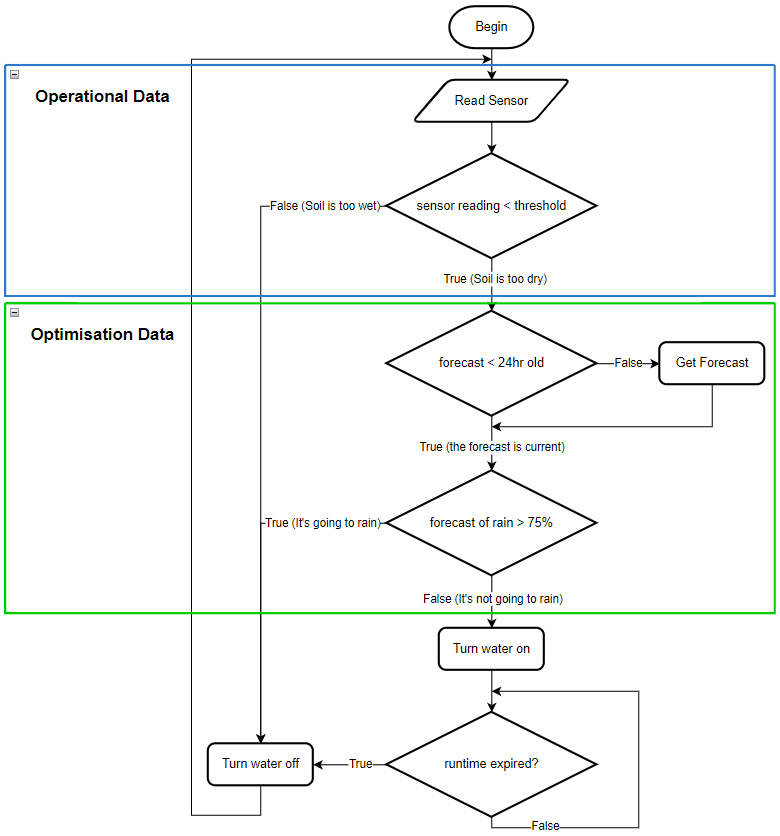 Begin
Operational Data
Read Sensor
False (Soil is too wet)
sensor reading < threshold
True (Soil is too dry)
Optimisation Data
forecast < 24hr old
False
Get Forecast
True (the forecast is current)
True (It's going to rain)
forecast of rain > 75%
False (It's not going to rain)
Turn water on
Turn water off
True
runtime expired?
False